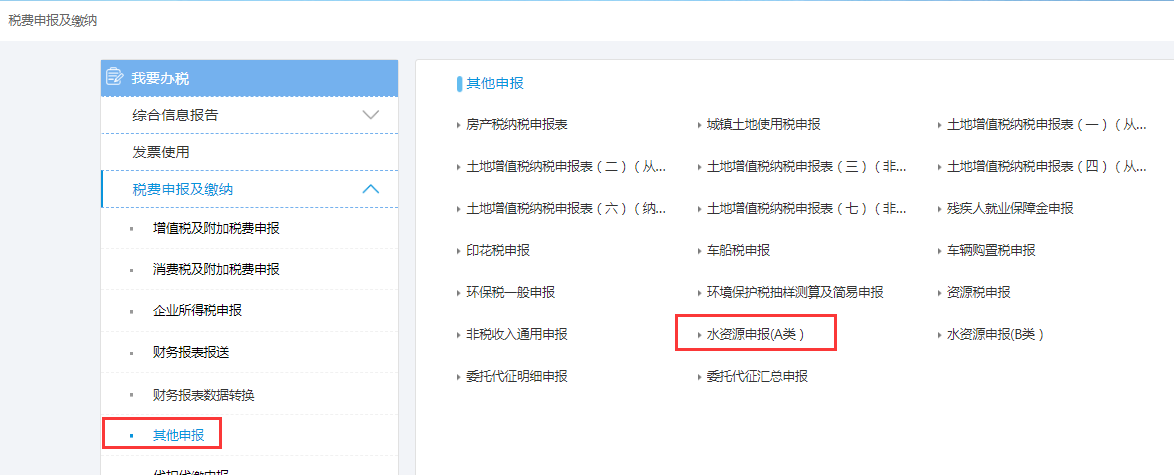 税费申报及缴纳
我要办税
综合信息报告
发票使用
税费申报及缴纳
增值税及附加税费申报
消费税及附加税费申报
企业所得税申报
财务报表报送
财务报表数据转换
其他申报
代扣代缴申报
其他申报
房产税纳税申报表
城镇土地使用税申报
土地增值税纳税申报表（一）（从...
土地增值税纳税申报表（二）（从...
土地增值税纳税申报表（三）（非...
土地增值税纳税申报表（四）（从...
土地增值税纳税申报表（六）（纳...
土地增值税纳税申报表（七）（非...
残疾人就业保障金申报
印花税申报
车船税申报
车辆购置税申报
环保税一般申报
环境保护税抽样测算及简易申报
资源税申报
非税收入通用申报
水资源申报(A类）
水资源申报(B类）
委托代征明细申报
委托代征汇总申报